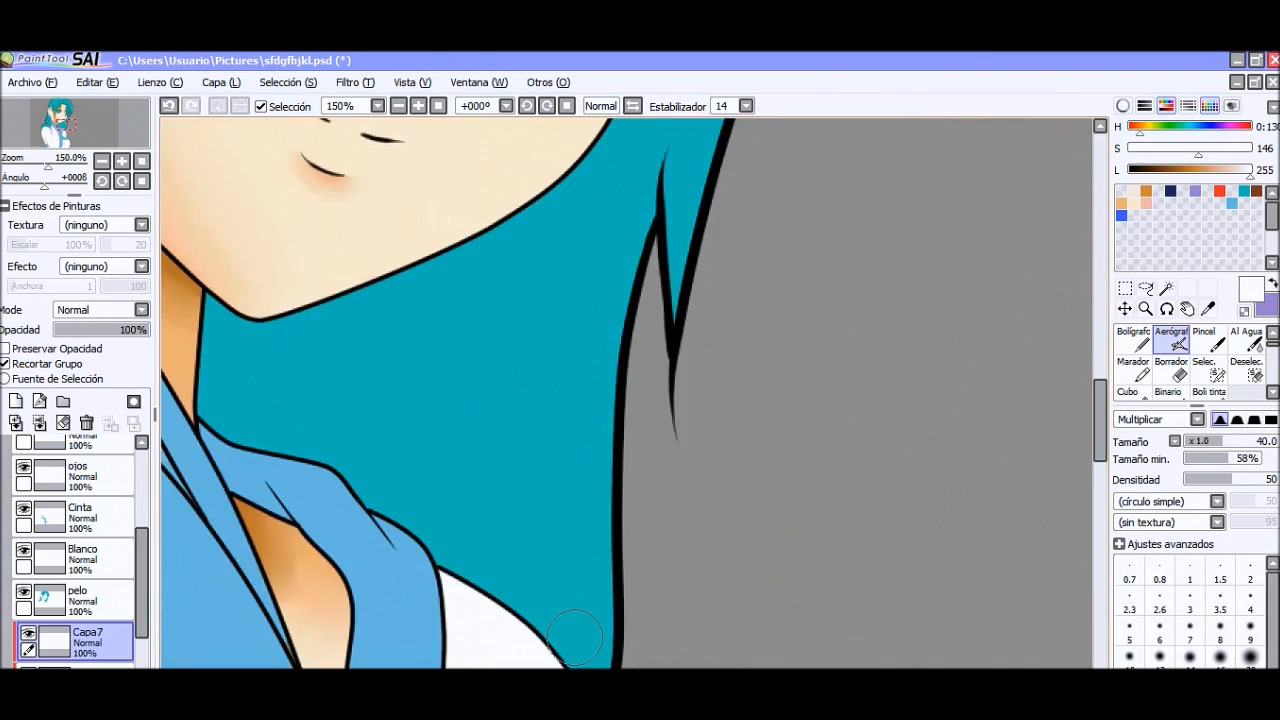 PaintTool SAI C:\Users\Usuario\Pictures\sfdgfhjkl.psd (*)
Archivo (F) Editar (E) Lienzo (C) Capa (L) Selección (S) Filtro (T) Vista (V) Ventana (W) Otros (O)
Selección 150% +000º Normal Estabilizador 14
Zoom 150.0%
Ángulo +000ß
Efectos de Pinturas
Textura (ninguno)
Escalar 100% 20
Efecto (ninguno)
Anchura 1 100
Mode Normal
Opacidad 100%
Preservar Opacidad
Recortar Grupo
Fuente de Selección
Normal
100%
ojos
Normal
100%
Cinta
Normal
100%
Blanco
Normal
100%
pelo
Normal
100%
Capa7
Normal
100%
H 0:130
S 146
L 255
Bolígrafo Aerógraf Pincel Al Agua
Marador Borrador Selec. Deselec.
Cubo Binario Boli tinta
Multiplicar
Tamaño x 1.0 40.0
Tamaño min. 58%
Densitidad 50
(círculo simple) 50
(sin textura) 95
Ajustes avanzados
0.7 0.8 1 1.5 2
2.3 2.6 3 3.5 4
5 6 7 8 9